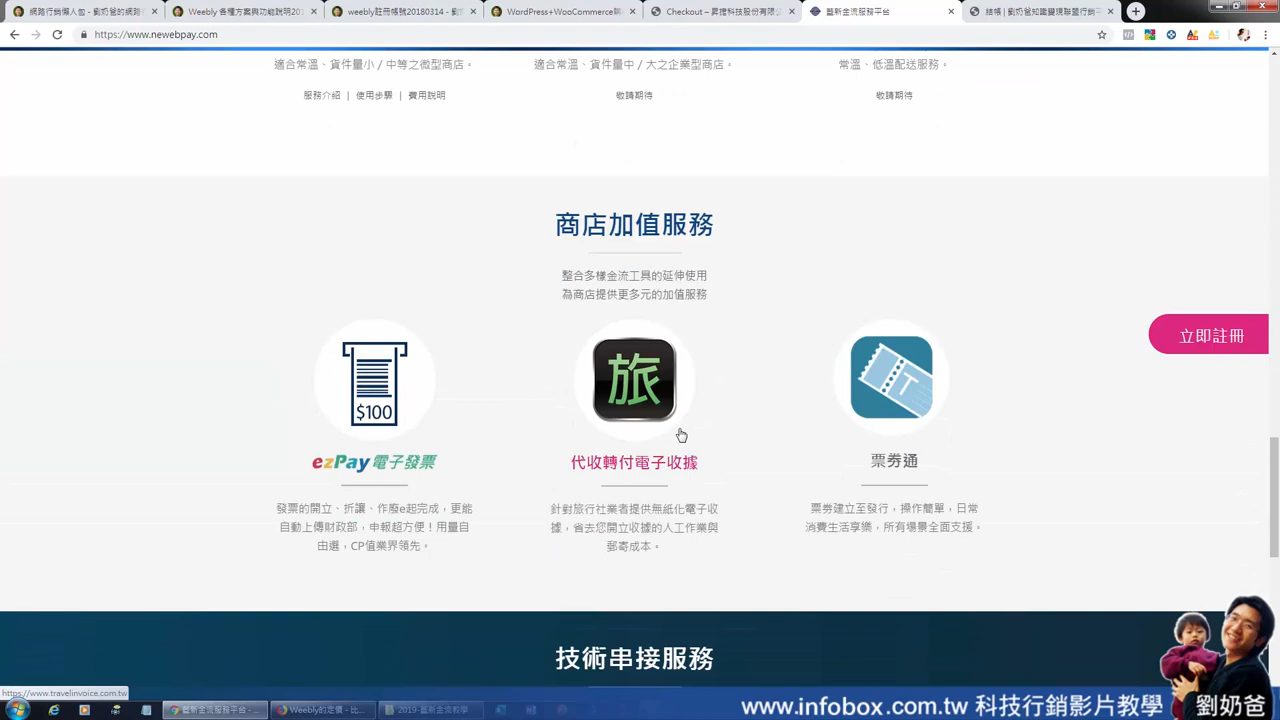 網路行銷懶人包 - 劉奶爸的網路行
Weebly 各種方案與功能說明201
weebly註冊帳號20180314 - 劉奶
WordPress+WooCommerce購
Checkout – 昇捷科技股份有限公
藍新金流服務平台
結帳 | 劉奶爸知識變現聯盟行銷平
https://www.newebpay.com
適合常溫、貨件量小 / 中等之微型商店。
適合常溫、貨件量中 / 大之企業型商店。
常溫、低溫配送服務。
服務介紹 | 使用步驟 | 費用說明
敬請期待
敬請期待
商店加值服務
整合多樣金流工具的延伸使用
為商店提供更多元的加值服務
立即註冊
$100
旅
T
ezPay 電子發票
代收轉付電子收據
票券通
發票的開立、折讓、作廢e起完成，更能
自動上傳財政部，申報超方便！用量自
由選，CP值業界領先。
針對旅行社業者提供無紙化電子收
據，省去您開立收據的人工作業與
郵寄成本。
票券建立至發行，操作簡單，日常
消費生活享樂，所有場景全面支援。
技術串接服務
https://www.travelinvoice.com.tw
藍新金流服務平台 - ...
Weebly的定價 - 比...
2019-藍新金流教學
www.infobox.com.tw 科技行銷影片教學
劉奶爸